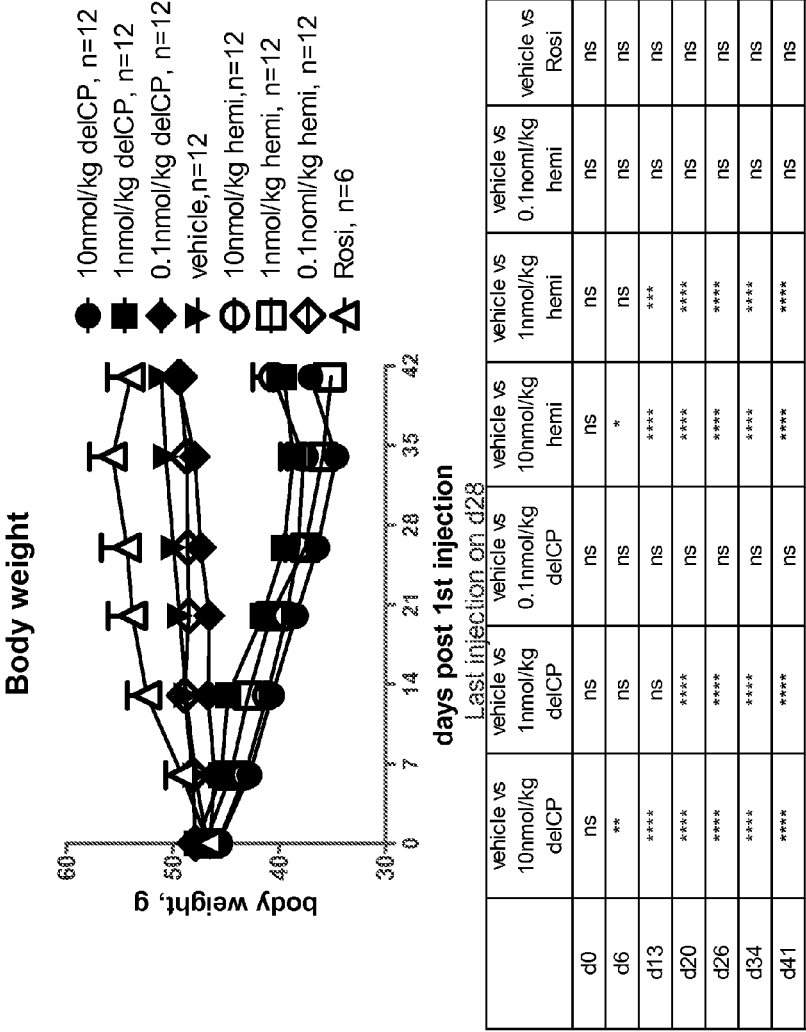 Body weight
60
50
40
30
body weight, g
0
7
14
21
28
35
42
days post 1st injection
Last injection on d28
10nmol/kg delCP, n=12
1nmol/kg delCP, n=12
0.1nmol/kg delCP, n=12
vehicle,n=12
10nmol/kg hemi,n=12
1nmol/kg hemi, n=12
0.1noml/kg hemi, n=12
Rosi, n=6
vehicle vs 10nmol/kg delCP
vehicle vs 1nmol/kg delCP
vehicle vs 0.1nmol/kg delCP
vehicle vs 10nmol/kg hemi
vehicle vs 1nmol/kg hemi
vehicle vs 0.1noml/kg hemi
vehicle vs Rosi
d0 ns ns ns ns ns ns ns
d6 ** ns ns * ns ns ns
d13 **** ns ns **** *** ns ns
d20 **** **** ns **** **** ns ns
d26 **** **** ns **** **** ns ns
d34 **** **** ns **** **** ns ns
d41 **** **** ns **** **** ns ns